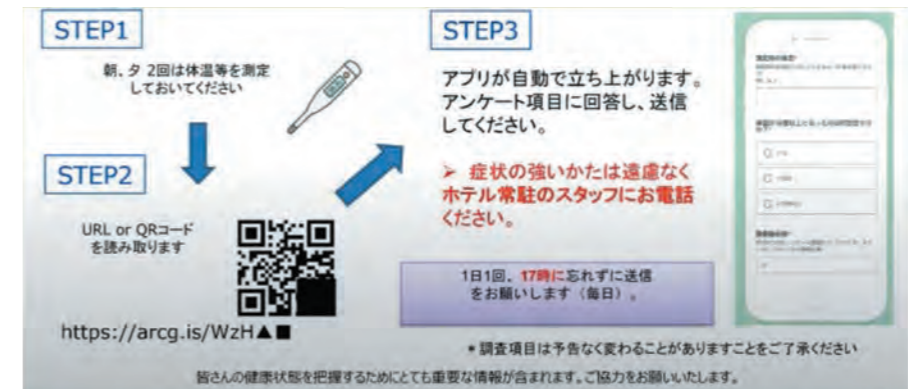 STEP1
朝、夕 2回は体温等を測定
しておいてください
STEP2
URL or QRコード
を読み取ります
https://arcg.is/WzH▲■
STEP3
アプリが自動で立ち上がります。
アンケート項目に回答し、送信
してください。
➢ 症状の強いかたは遠慮なく
ホテル常駐のスタッフにお電話
ください。
1日1回、17時に忘れずに送信
をお願いします（毎日）。
＊調査項目は予告なく変わることがありますことをご了承ください
皆さんの健康状態を把握するためにとても重要な情報が含まれます。ご協力をお願いいたします。